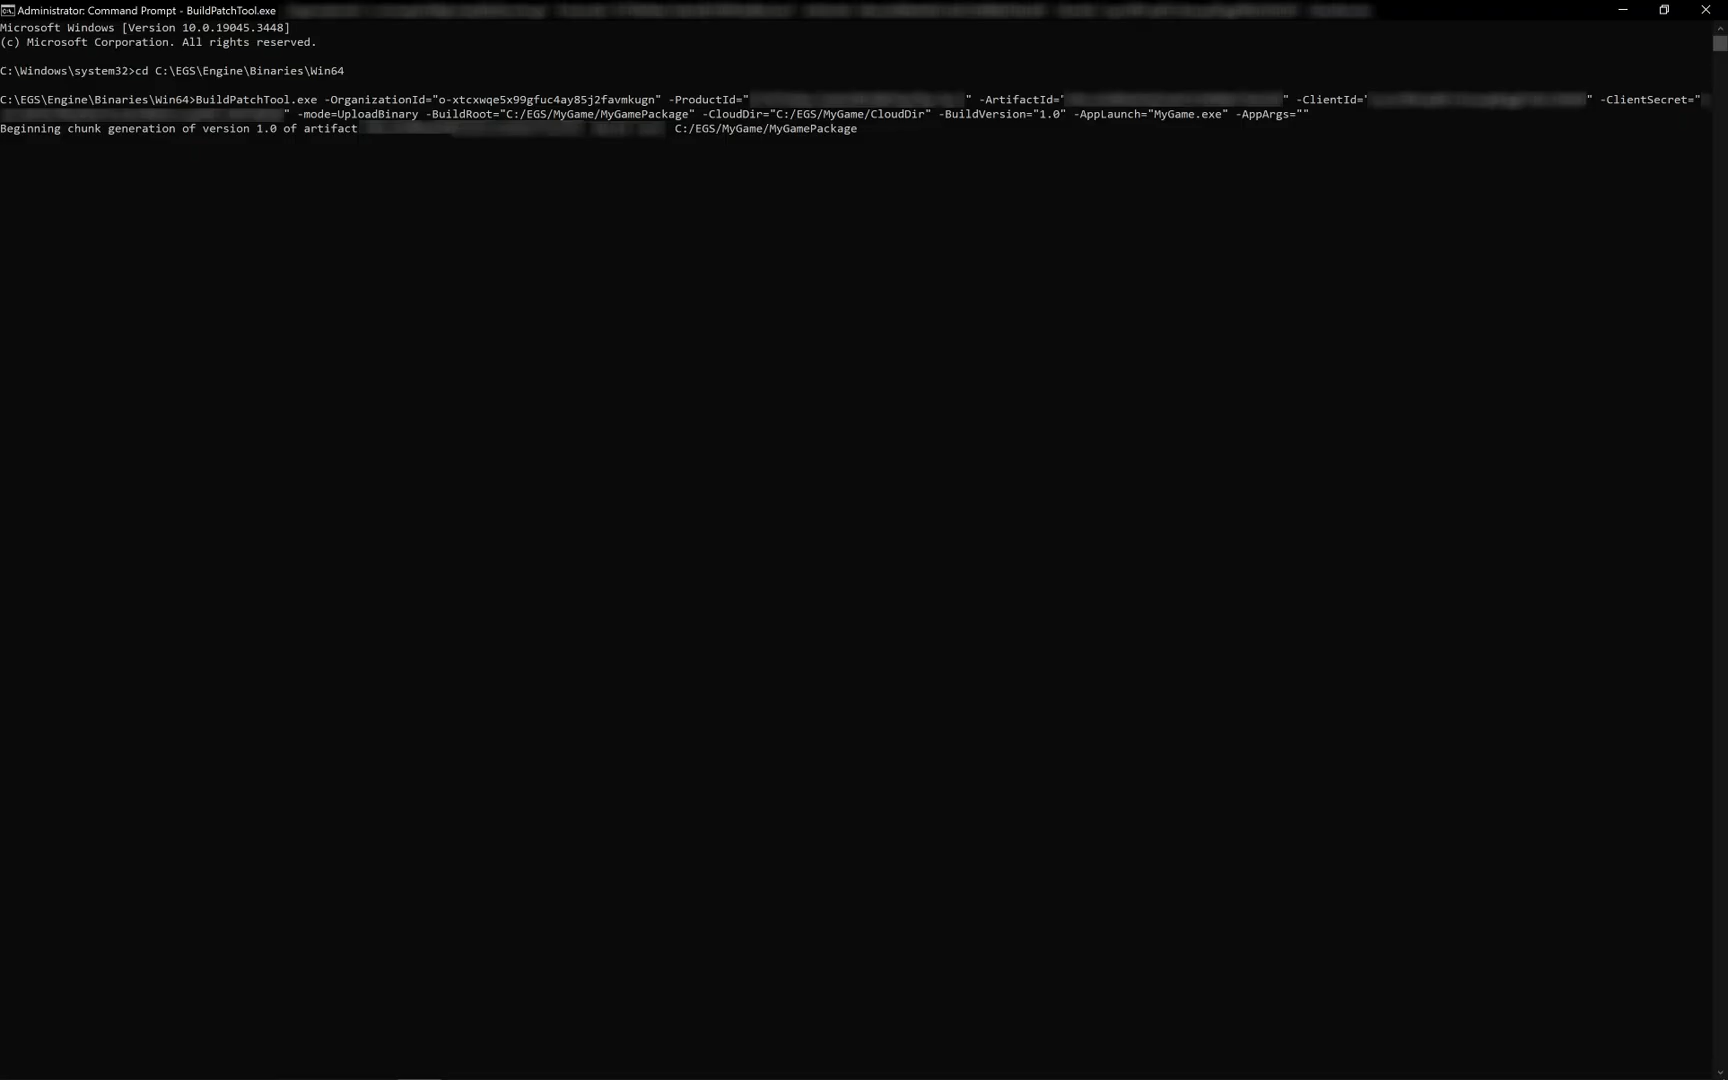 Administrator: Command Prompt - BuildPatchTool.exe
Microsoft Windows [Version 10.0.19045.3448]
(c) Microsoft Corporation. All rights reserved.
C:\Windows\system32>cd C:\EGS\Engine\Binaries\Win64
C:\EGS\Engine\Binaries\Win64>BuildPatchTool.exe -OrganizationId="o-xtcxwqe5x99gfuc4ay85j2favmkugn" -ProductId=" " -ArtifactId=" " -ClientId=" " -ClientSecret="
" -mode=UploadBinary -BuildRoot="C:/EGS/MyGame/MyGamePackage" -CloudDir="C:/EGS/MyGame/CloudDir" -BuildVersion="1.0" -AppLaunch="MyGame.exe" -AppArgs=""
Beginning chunk generation of version 1.0 of artifact C:/EGS/MyGame/MyGamePackage